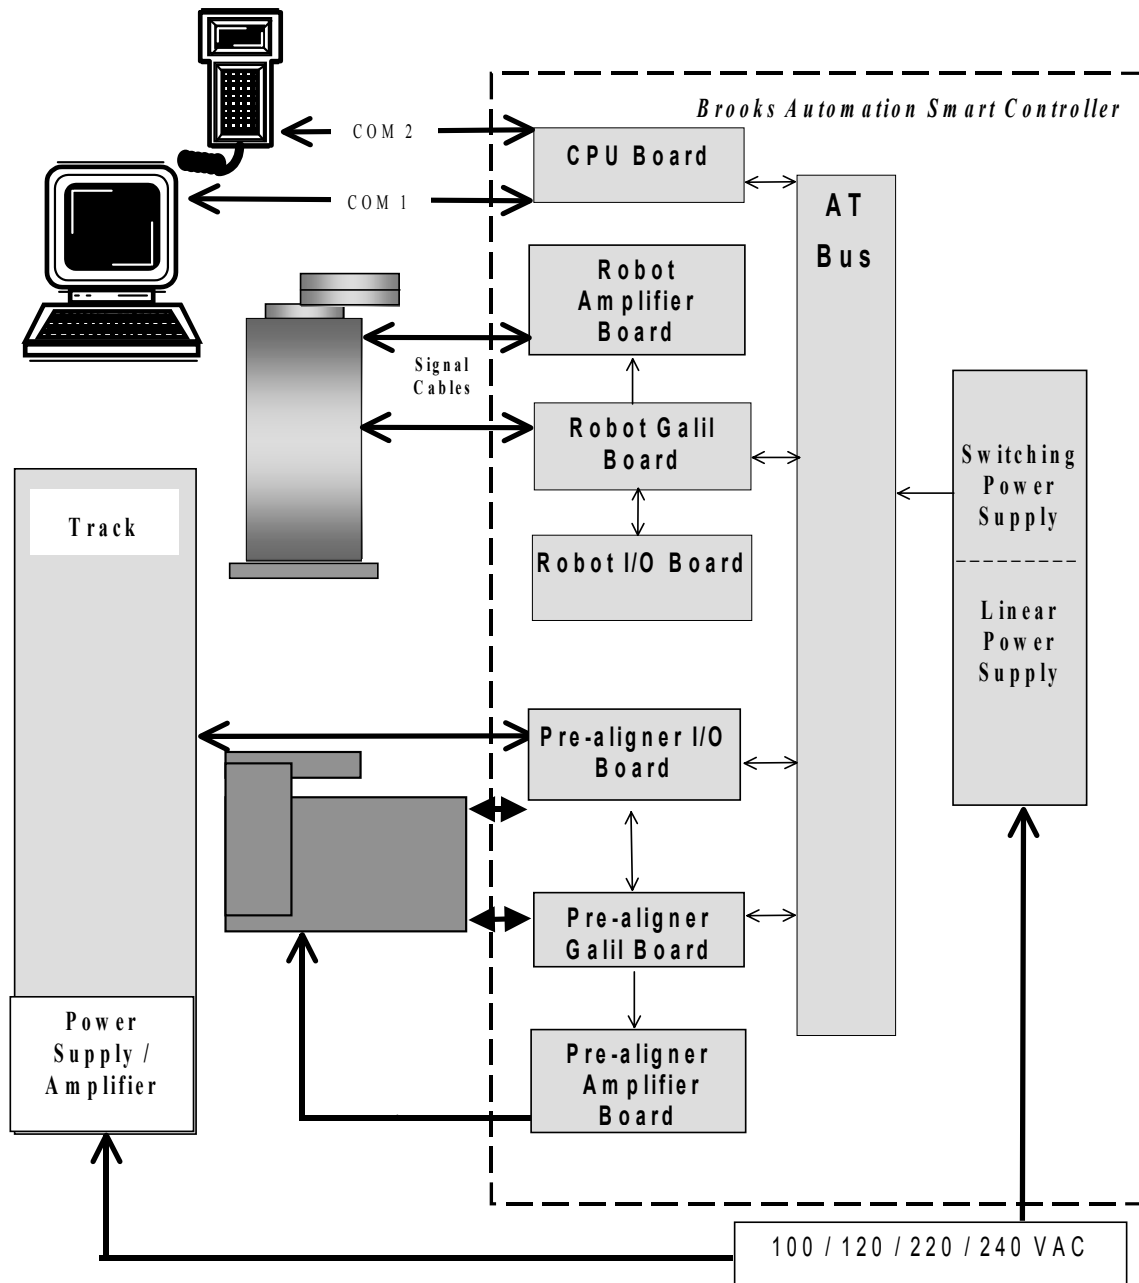 Brooks Automation Smart Controller
COM 2
CPU Board
COM 1
AT
Bus
Robot
Amplifier
Board
Signal
Cables
Robot Galil
Board
Switching
Power
Supply
Track
Robot I/O Board
Linear
Power
Supply
Pre-aligner I/O
Board
Pre-aligner
Galil Board
Power
Supply /
Amplifier
Pre-aligner
Amplifier
Board
100 / 120 / 220 / 240 VAC